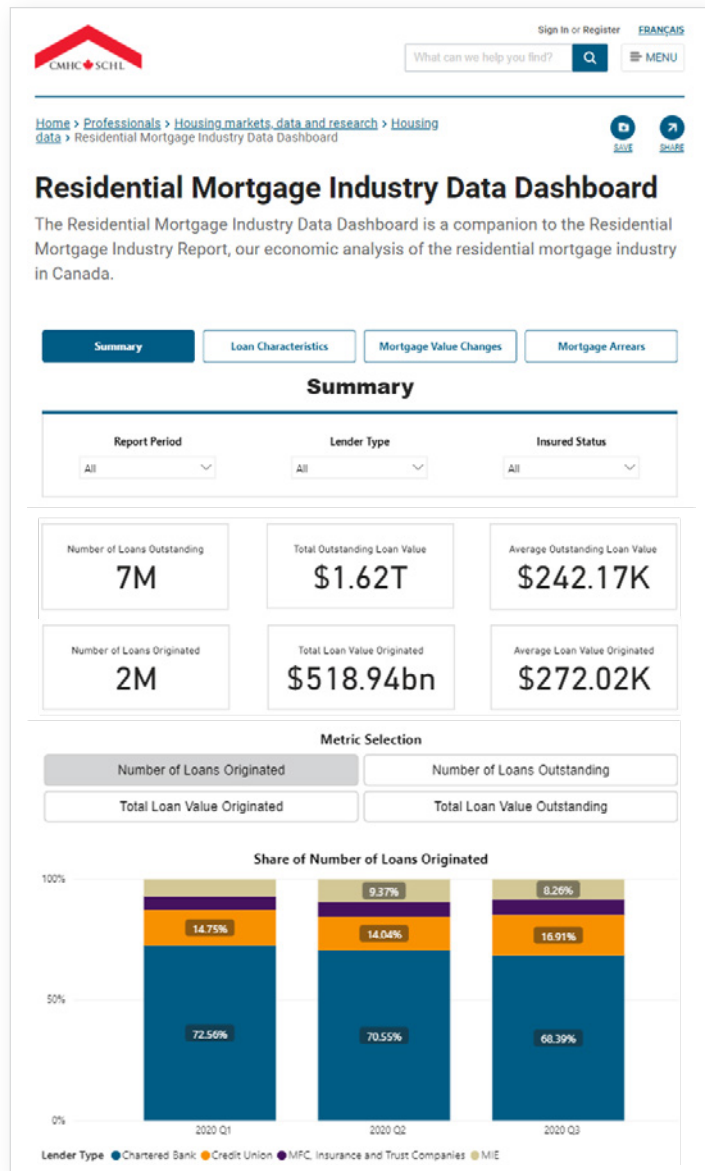 Sign In or Register FRANÇAIS
CMHC SCHL
What can we help you find?
MENU
Home > Professionals > Housing markets, data and research > Housing
data > Residential Mortgage Industry Data Dashboard
SAVE SHARE
Residential Mortgage Industry Data Dashboard
The Residential Mortgage Industry Data Dashboard is a companion to the Residential
Mortgage Industry Report, our economic analysis of the residential mortgage industry
in Canada.
Summary Loan Characteristics Mortgage Value Changes Mortgage Arrears
Summary
Report Period Lender Type Insured Status
All All All
Number of Loans Outstanding Total Outstanding Loan Value Average Outstanding Loan Value
7M $1.62T $242.17K
Number of Loans Originated Total Loan Value Originated Average Loan Value Originated
2M $518.94bn $272.02K
Metric Selection
Number of Loans Originated Number of Loans Outstanding
Total Loan Value Originated Total Loan Value Outstanding
Share of Number of Loans Originated
100%
9.37% 8.26%
14.75% 14.04% 16.91%
50%
72.56% 70.55% 68.39%
0%
2020 Q1 2020 Q2 2020 Q3
Lender Type Chartered Bank Credit Union MFC, Insurance and Trust Companies MIE